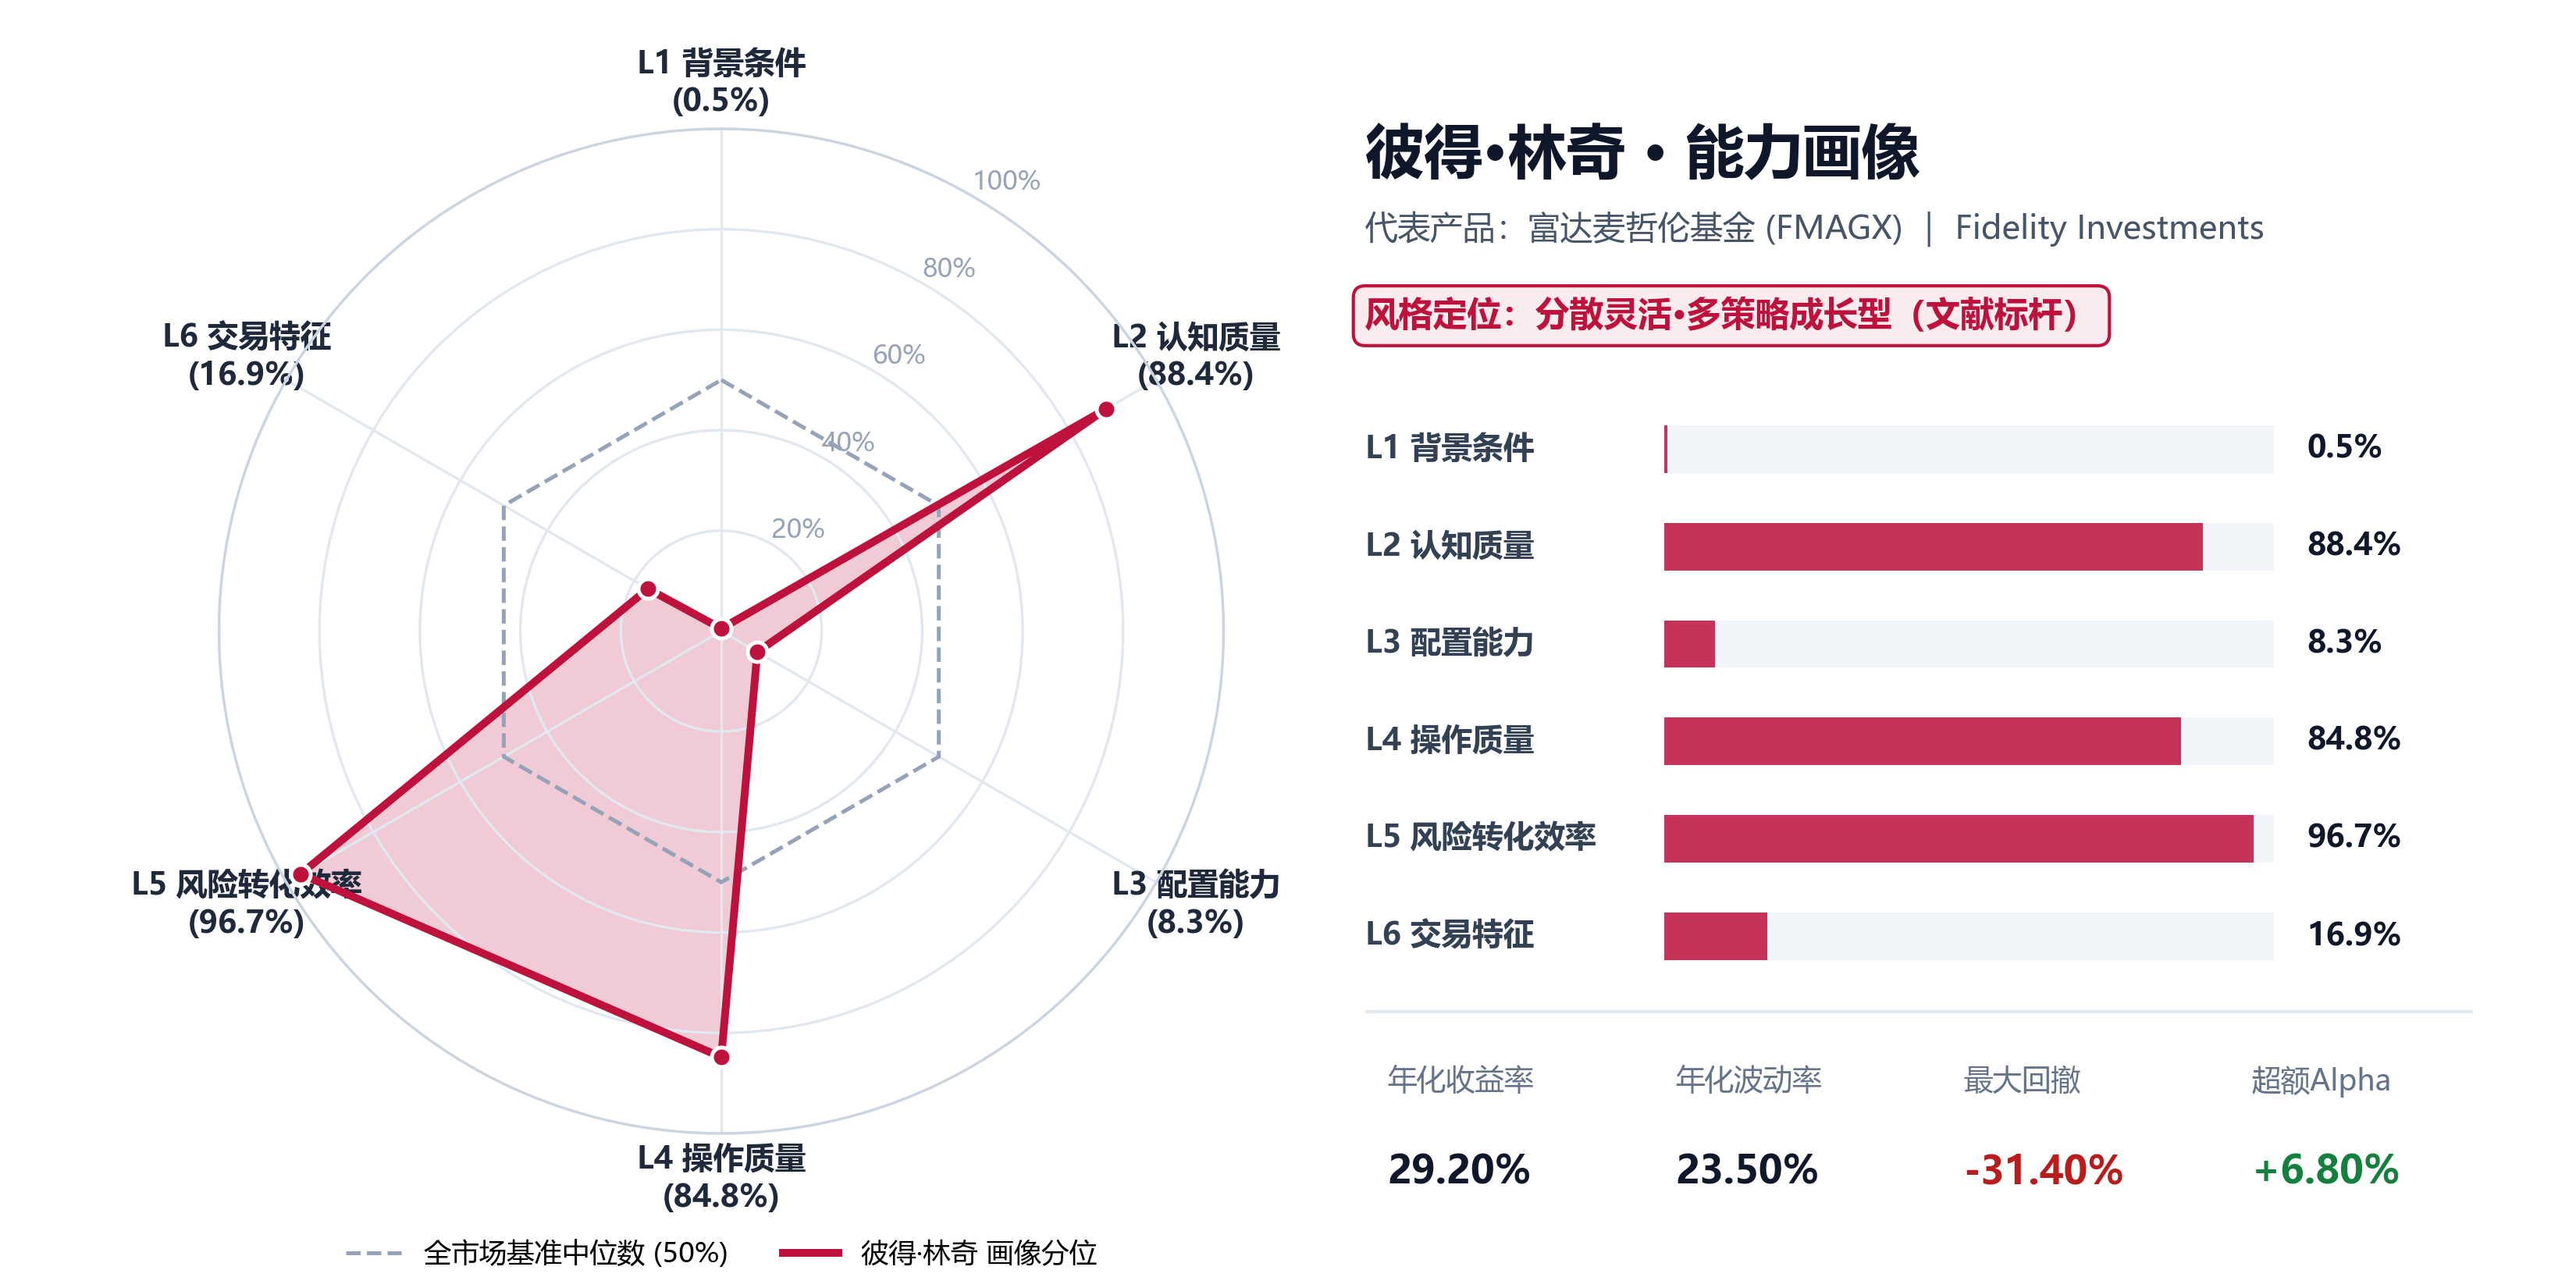 L1 背景条件
(0.5%)
100%
80%
60%
40%
20%
L6 交易特征
(16.9%)
L2 认知质量
(88.4%)
L5 风险转化效率
(96.7%)
L3 配置能力
(8.3%)
L4 操作质量
(84.8%)
全市场基准中位数 (50%)
彼得·林奇 画像分位
彼得•林奇 • 能力画像
代表产品：富达麦哲伦基金 (FMAGX) | Fidelity Investments
风格定位：分散灵活•多策略成长型（文献标杆）
L1 背景条件 0.5%
L2 认知质量 88.4%
L3 配置能力 8.3%
L4 操作质量 84.8%
L5 风险转化效率 96.7%
L6 交易特征 16.9%
年化收益率 年化波动率 最大回撤 超额Alpha
29.20% 23.50% -31.40% +6.80%